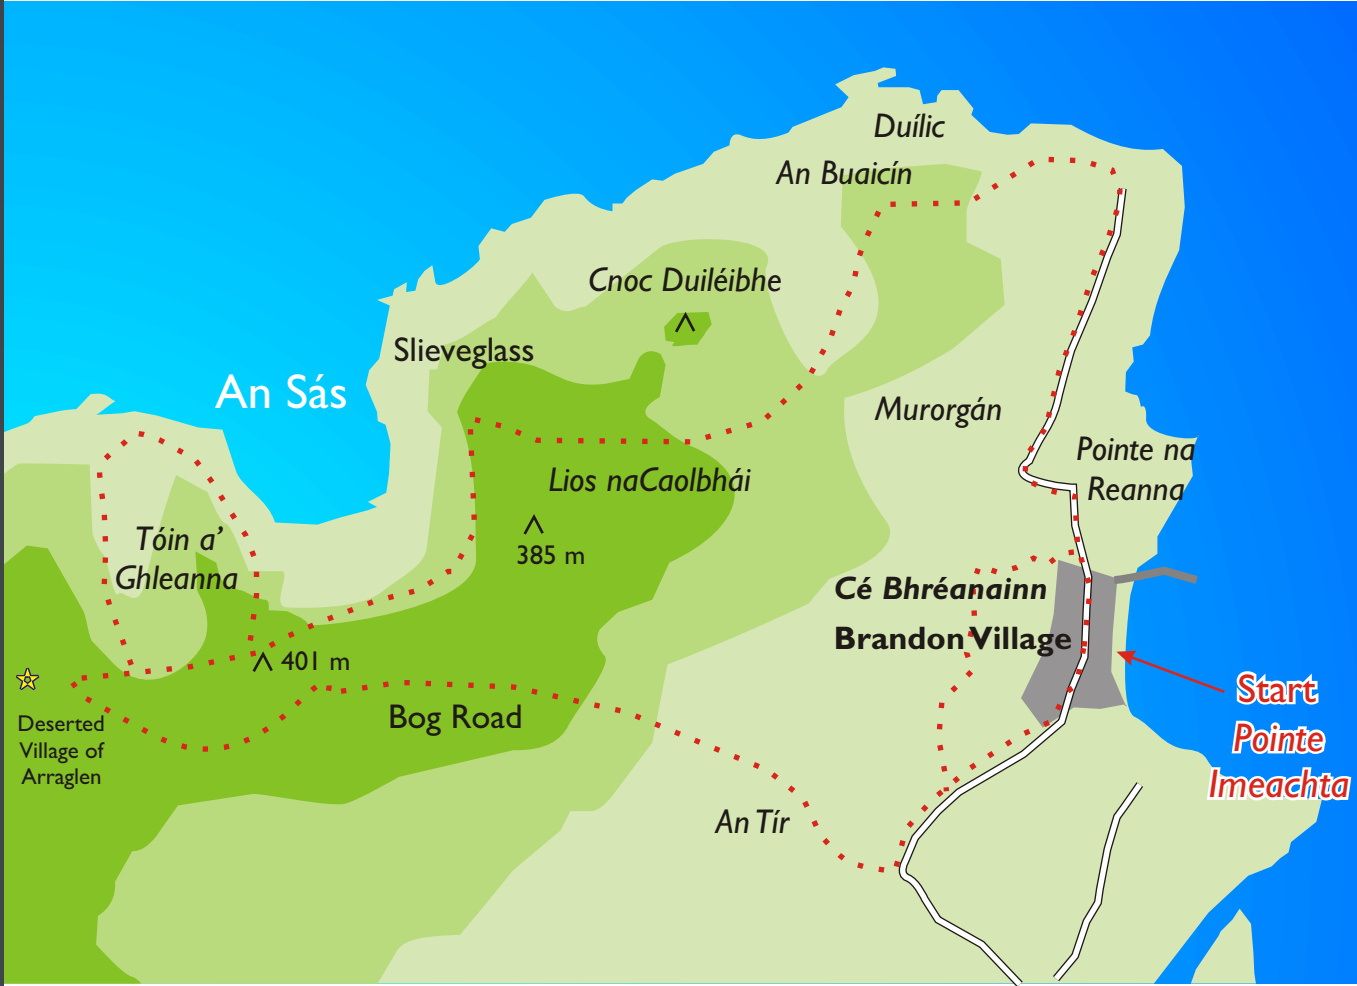 Duílic
An Buaicín
Cnoc Duiléibhe
Slieveglass
An Sás
Murorgán
Pointe na
Reanna
Lios naCaolbhái
385 m
Tóin a'
Ghleanna
Cé Bhréanainn
Brandon Village
401 m
Start
Pointe
Imeachta
Deserted
Village of
Arraglen
Bog Road
An Tír